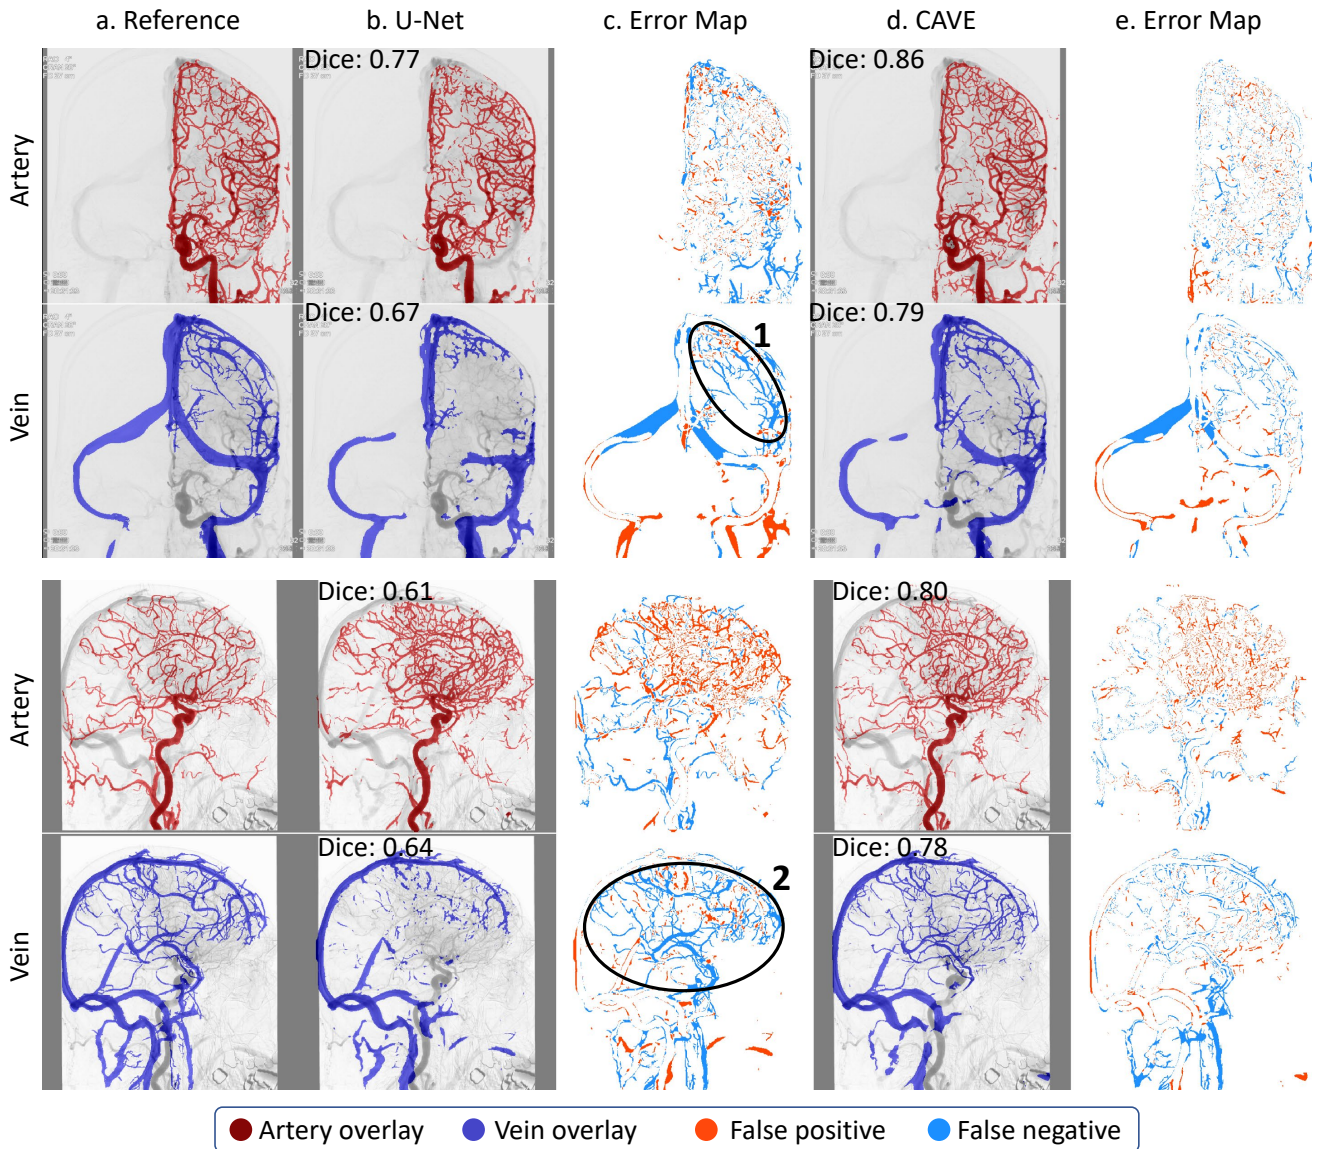 a. Reference b. U-Net c. Error Map d. CAVE e. Error Map
Artery
Dice: 0.77
Dice: 0.86
Vein
Dice: 0.67
1
Dice: 0.79
Artery
Dice: 0.61
Dice: 0.80
Vein
Dice: 0.64
2
Dice: 0.78
Artery overlay Vein overlay False positive False negative